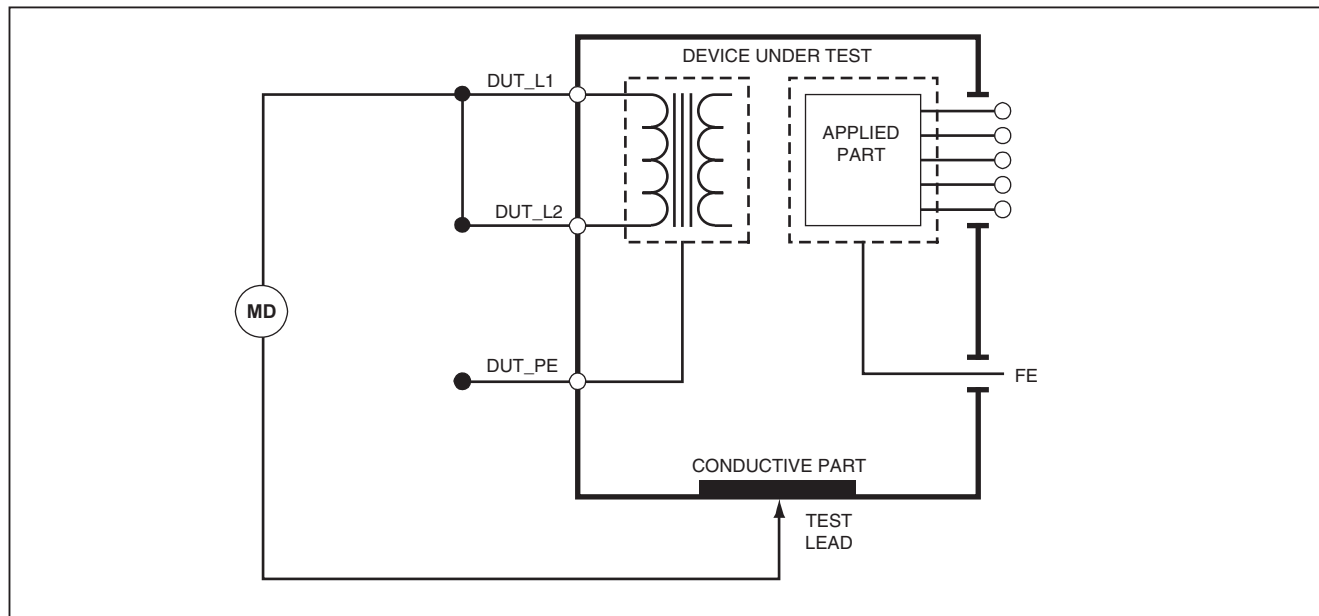 DEVICE UNDER TEST
DUT_L1
APPLIED
PART
DUT_L2
MD
DUT_PE
FE
CONDUCTIVE PART
TEST
LEAD